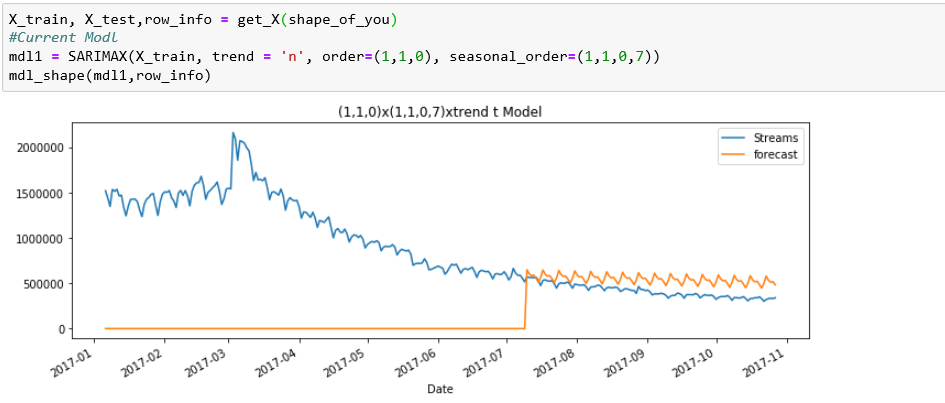 X_train, X_test,row_info = get_X(shape_of_you)
#Current Modl
mdl1 = SARIMAX(X_train, trend = 'n', order=(1,1,0), seasonal_order=(1,1,0,7))
mdl_shape(mdl1,row_info)
(1,1,0)x(1,1,0,7)xtrend t Model
Streams
forecast
2000000
1500000
1000000
500000
0
2017-01
2017-02
2017-03
2017-04
2017-05
2017-06
2017-07
2017-08
2017-09
2017-10
2017-11
Date